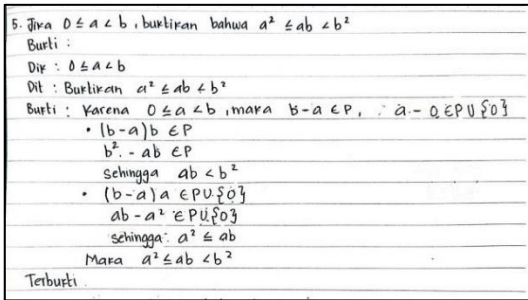 5. Jika 0 ≤ a < b, buktikan bahwa a² ≤ ab < b²
Bukti :
Dik : 0 ≤ a < b
Dit : Buktikan a² ≤ ab < b²
Bukti : Karena 0 ≤ a < b, maka b-a ∈ P, a - 0 ∈ P ∪ {0}
• (b-a)b ∈ P
b² - ab ∈ P
sehingga ab < b²
• (b-a)a ∈ P ∪ {0}
ab - a² ∈ P ∪ {0}
sehingga : a² ≤ ab
Maka a² ≤ ab < b²
Terbukti.